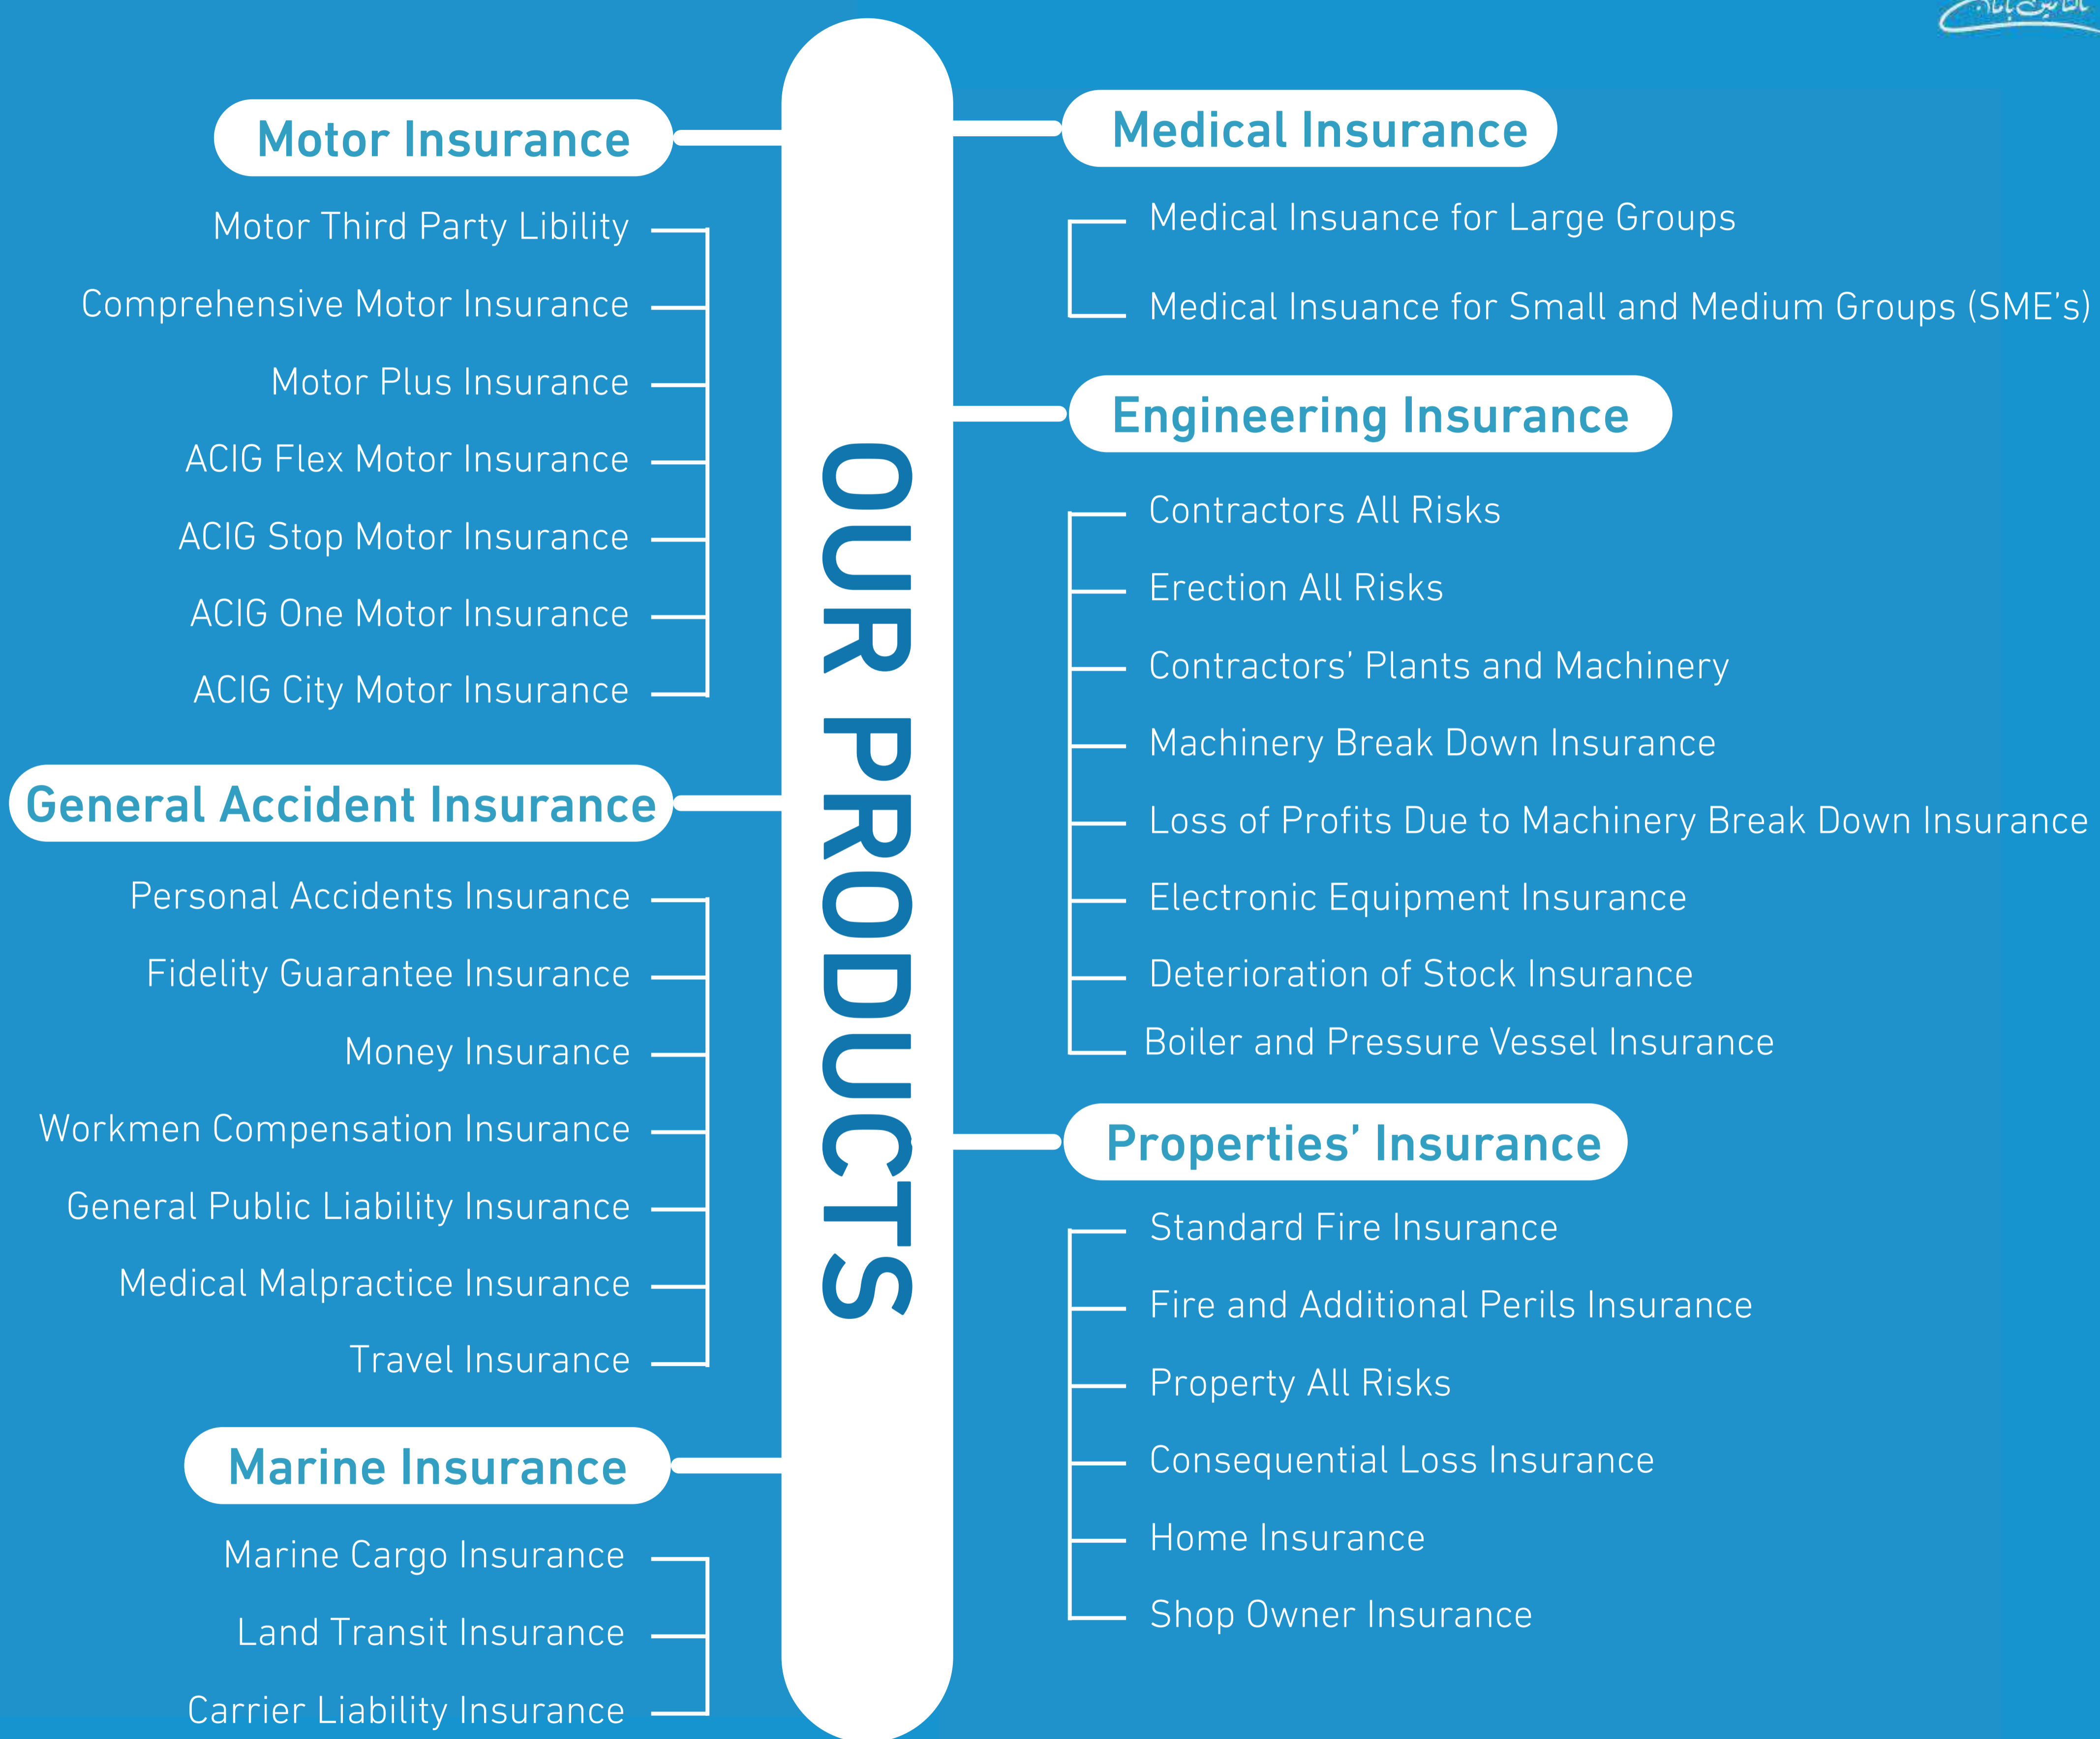 Motor Insurance
Motor Third Party Libility
Comprehensive Motor Insurance
Motor Plus Insurance
ACIG Flex Motor Insurance
ACIG Stop Motor Insurance
ACIG One Motor Insurance
ACIG City Motor Insurance
General Accident Insurance
Personal Accidents Insurance
Fidelity Guarantee Insurance
Money Insurance
Workmen Compensation Insurance
General Public Liability Insurance
Medical Malpractice Insurance
Travel Insurance
Marine Insurance
Marine Cargo Insurance
Land Transit Insurance
Carrier Liability Insurance
OUR PRODUCTS
Medical Insurance
Medical Insuance for Large Groups
Medical Insuance for Small and Medium Groups (SME's)
Engineering Insurance
Contractors All Risks
Erection All Risks
Contractors' Plants and Machinery
Machinery Break Down Insurance
Loss of Profits Due to Machinery Break Down Insurance
Electronic Equipment Insurance
Deterioration of Stock Insurance
Boiler and Pressure Vessel Insurance
Properties' Insurance
Standard Fire Insurance
Fire and Additional Perils Insurance
Property All Risks
Consequential Loss Insurance
Home Insurance
Shop Owner Insurance